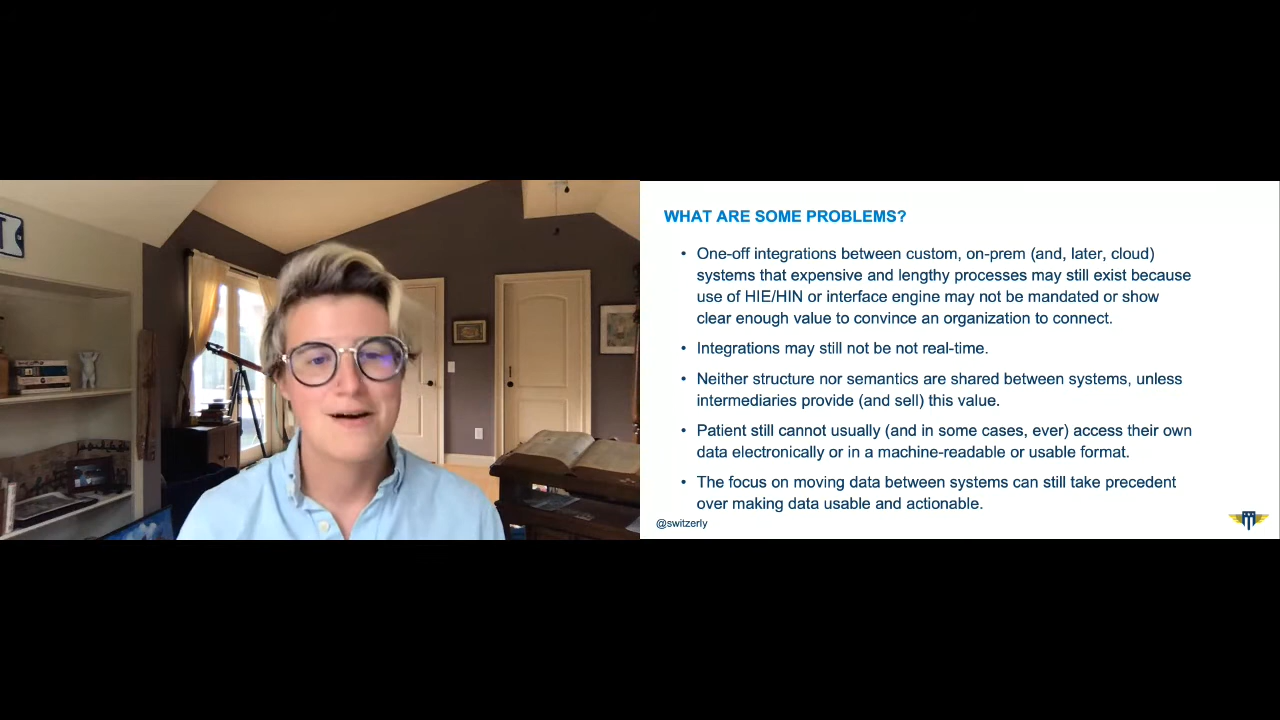 T
WHAT ARE SOME PROBLEMS?
• One-off integrations between custom, on-prem (and, later, cloud)
systems that expensive and lengthy processes may still exist because
use of HIE/HIN or interface engine may not be mandated or show
clear enough value to convince an organization to connect.
• Integrations may still not be not real-time.
• Neither structure nor semantics are shared between systems, unless
intermediaries provide (and sell) this value.
• Patient still cannot usually (and in some cases, ever) access their own
data electronically or in a machine-readable or usable format.
• The focus on moving data between systems can still take precedent
over making data usable and actionable.
@switzerly